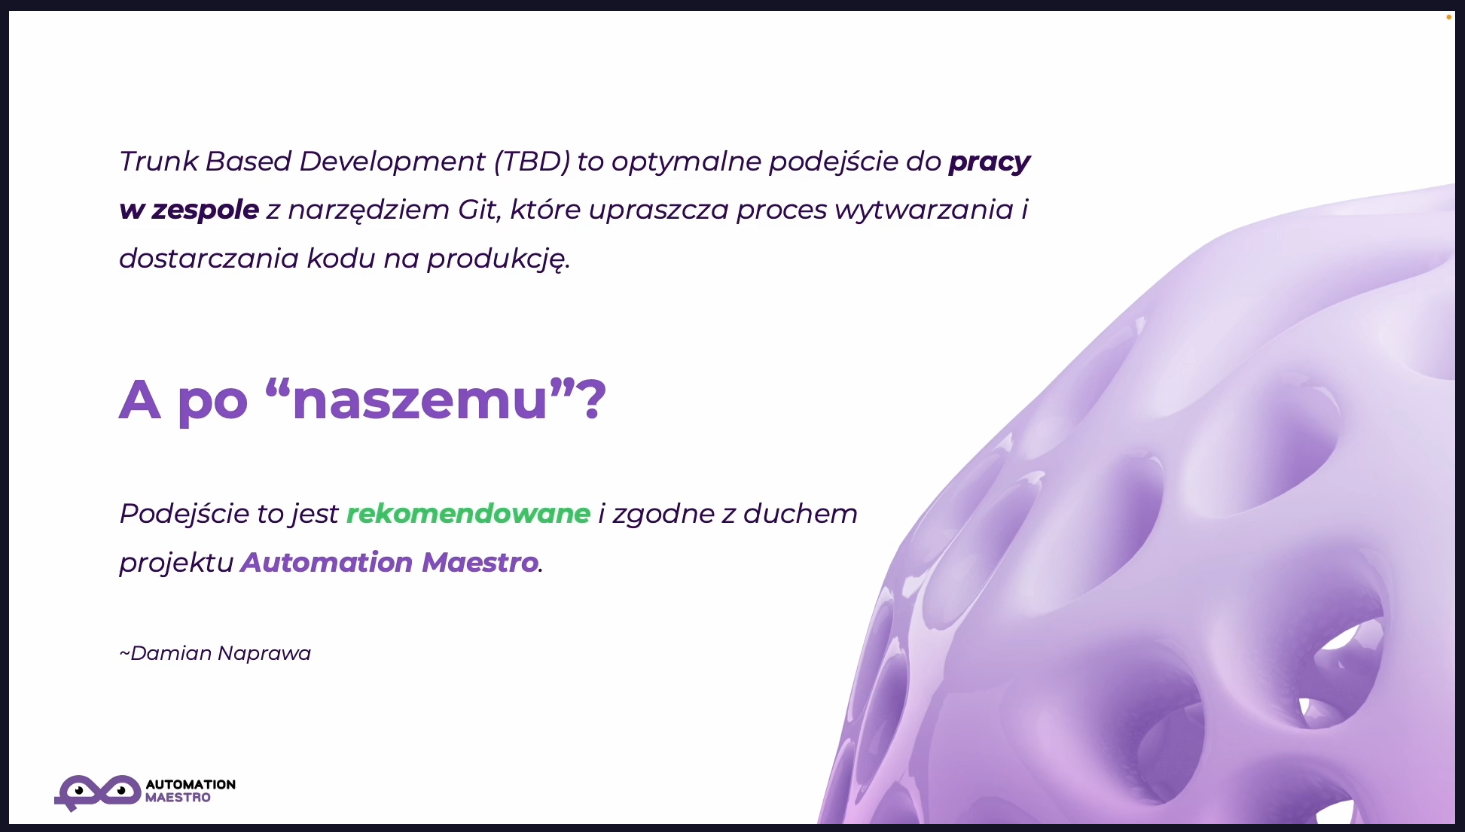 Trunk Based Development (TBD) to optymalne podejście do pracy
w zespole z narzędziem Git, które upraszcza proces wytwarzania i
dostarczania kodu na produkcję.
A po “naszemu”?
Podejście to jest rekomendowane i zgodne z duchem
projektu Automation Maestro.
~Damian Naprawa
AUTOMATION
MAESTRO